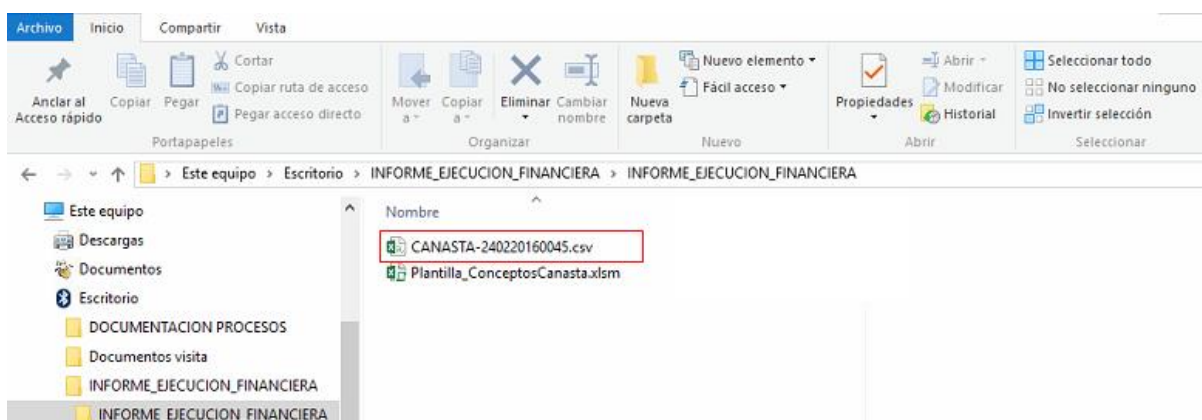 Archivo Inicio Compartir Vista
Anclar al Acceso rápido
Copiar
Pegar
Cortar
Copiar ruta de acceso
Pegar acceso directo
Portapapeles
Mover a
Copiar a
Eliminar
Cambiar nombre
Organizar
Nueva carpeta
Nuevo elemento
Fácil acceso
Nuevo
Propiedades
Abrir
Modificar
Historial
Abrir
Seleccionar todo
No seleccionar ninguno
Invertir selección
Seleccionar
Este equipo > Escritorio > INFORME_EJECUCION_FINANCIERA > INFORME_EJECUCION_FINANCIERA
Este equipo
Descargas
Documentos
Escritorio
DOCUMENTACION PROCESOS
Documentos visita
INFORME_EJECUCION_FINANCIERA
INFORME_EJECUCION_FINANCIERA
Nombre
CANASTA-240220160045.csv
Plantilla_ConceptosCanasta.xlsm